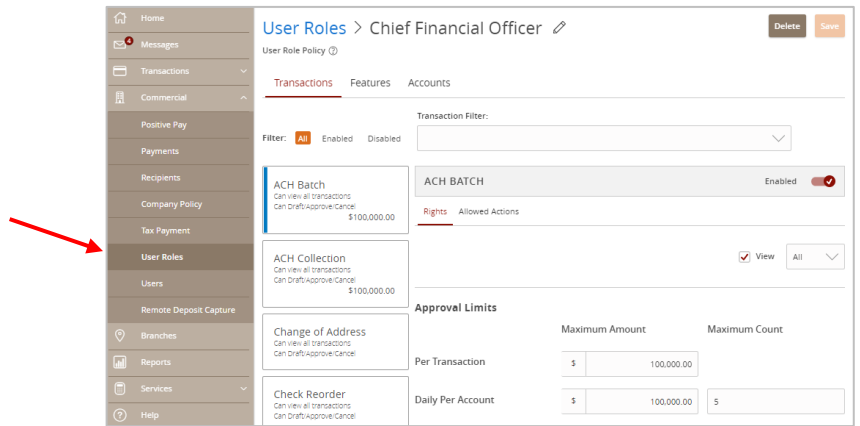 Home
4
Messages
Transactions
Commercial
Positive Pay
Payments
Recipients
Company Policy
Tax Payment
User Roles
Users
Remote Deposit Capture
Branches
Reports
Services
? Help
User Roles > Chief Financial Officer
Delete
Save
User Role Policy ?
Transactions Features Accounts
Transaction Filter:
Filter: All Enabled Disabled
ACH Batch
Can view all transactions
Can Draft/Approve/Cancel
$100,000.00
ACH Collection
Can view all transactions
Can Draft/Approve/Cancel
$100,000.00
Change of Address
Can view all transactions
Can Draft/Approve/Cancel
Check Reorder
Can view all transactions
Can Draft/Approve/Cancel
ACH BATCH Enabled
Rights Allowed Actions
View All
Approval Limits
Maximum Amount Maximum Count
Per Transaction $ 100,000.00
Daily Per Account $ 100,000.00 5